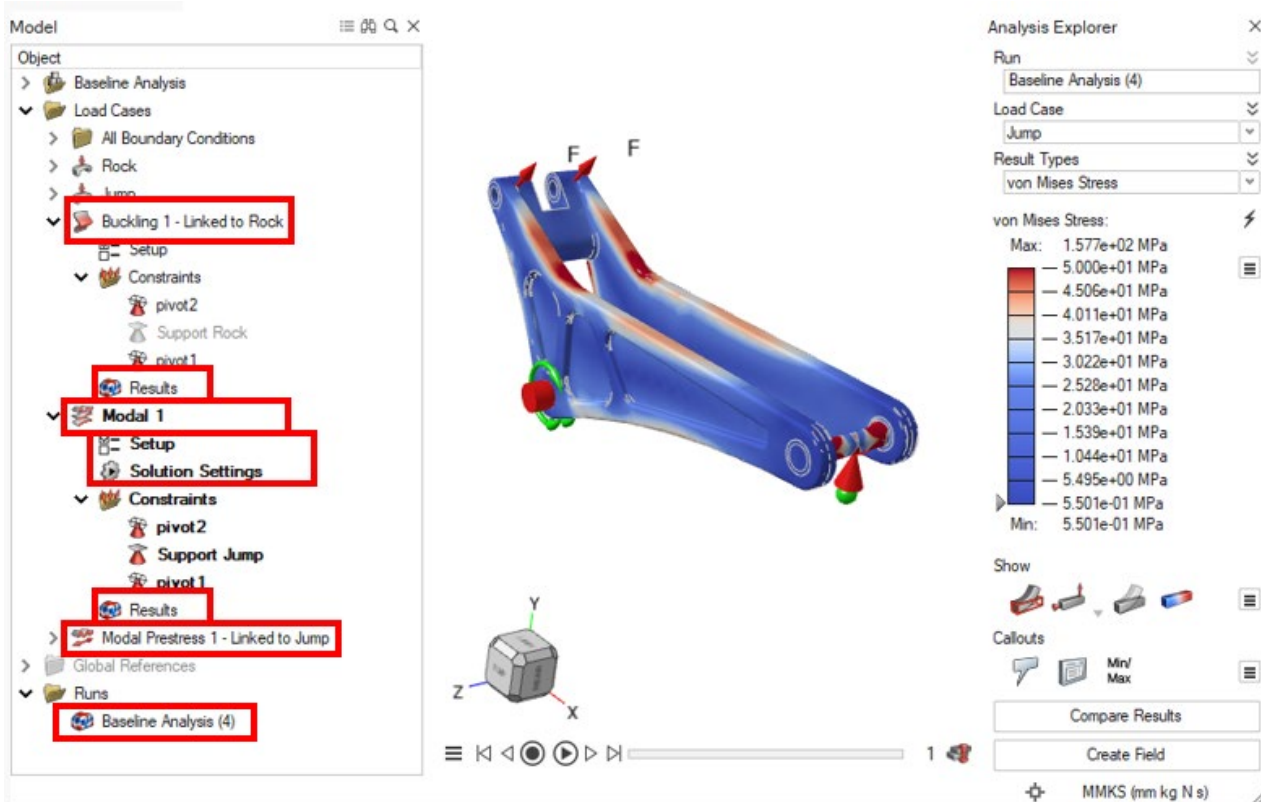 Model
Object
Baseline Analysis
Load Cases
All Boundary Conditions
Rock
Jump
Buckling 1 - Linked to Rock
Setup
Constraints
pivot2
Support Rock
pivot1
Results
Modal 1
Setup
Solution Settings
Constraints
pivot2
Support Jump
pivot1
Results
Modal Prestress 1 - Linked to Jump
Global References
Runs
Baseline Analysis (4)
F F
Y
Z
X
1
Analysis Explorer
Run
Baseline Analysis (4)
Load Case
Jump
Result Types
von Mises Stress
von Mises Stress:
Max: 1.577e+02 MPa
5.000e+01 MPa
4.506e+01 MPa
4.011e+01 MPa
3.517e+01 MPa
3.022e+01 MPa
2.528e+01 MPa
2.033e+01 MPa
1.539e+01 MPa
1.044e+01 MPa
5.495e+00 MPa
5.501e-01 MPa
Min: 5.501e-01 MPa
Show
Callouts
Min/
Max
Compare Results
Create Field
MMKS (mm kg N s)